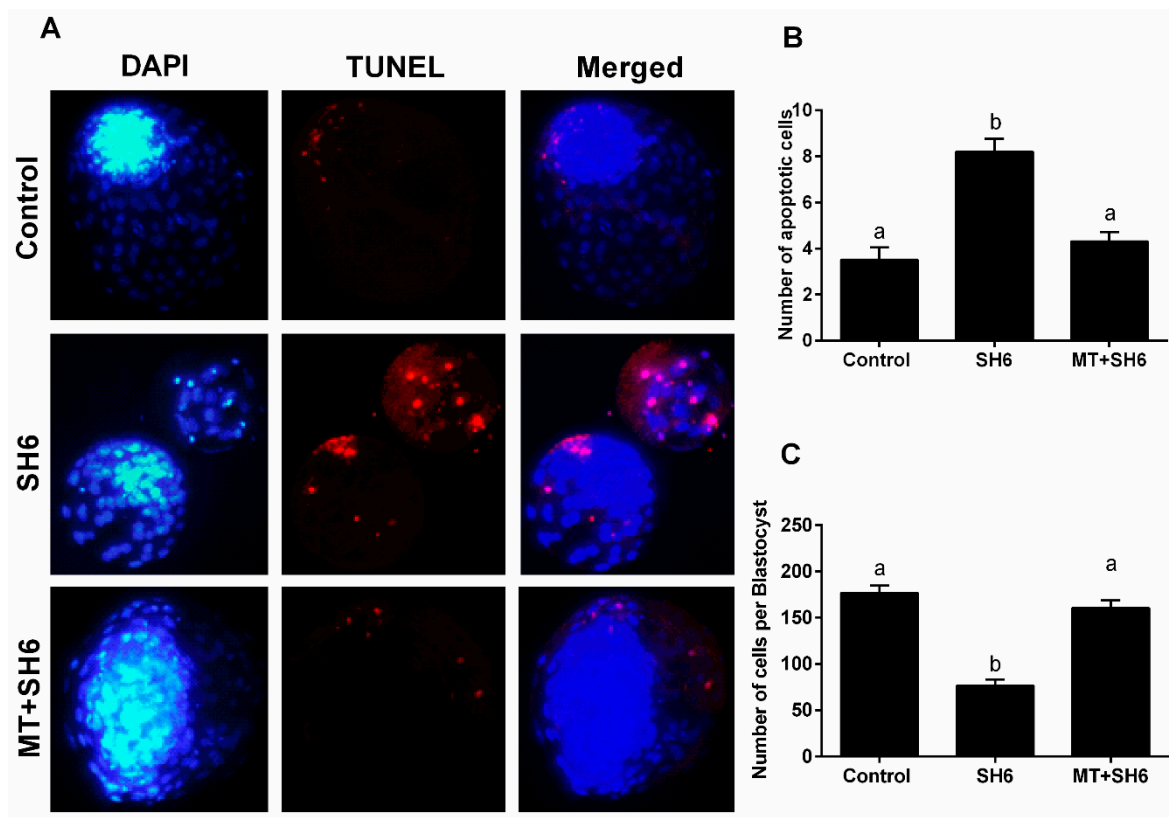 A
DAPI
TUNEL
Merged
Control
SH6
MT+SH6
B
Number of apoptotic cells
10
8
6
4
2
0
a
b
a
Control
SH6
MT+SH6
C
Number of cells per Blastocyst
250
200
150
100
50
0
a
b
a
Control
SH6
MT+SH6